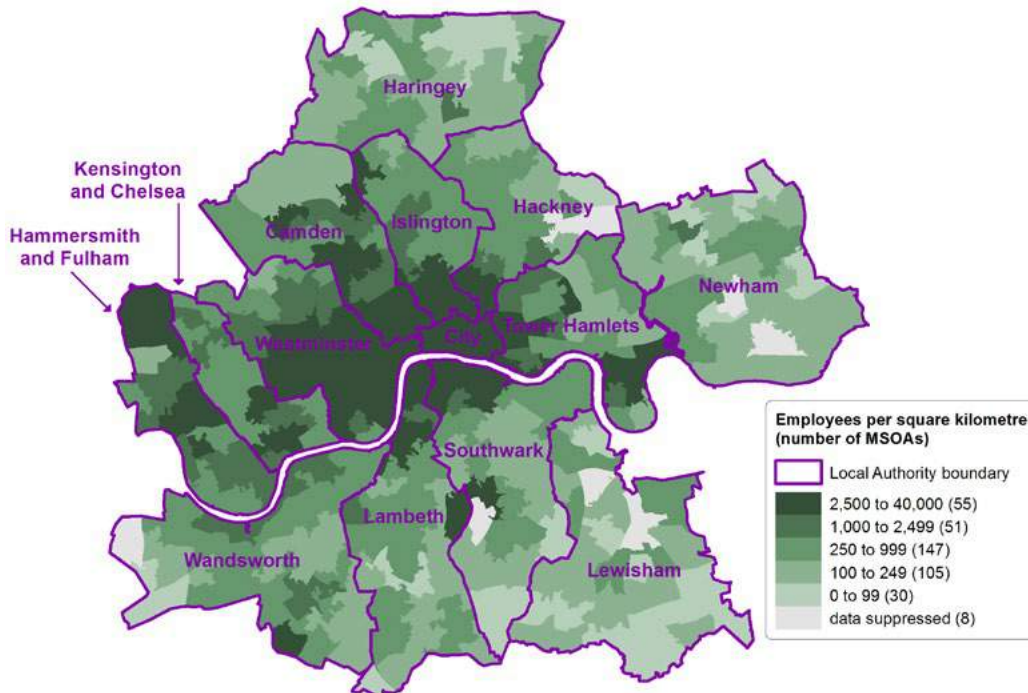 Haringey
Kensington
and Chelsea
Hammersmith
and Fulham
Camden
Islington
Hackney
Newham
Westminster
City
Tower Hamlets
Southwark
Lambeth
Wandsworth
Lewisham
Employees per square kilometre
(number of MSOAs)
Local Authority boundary
2,500 to 40,000 (55)
1,000 to 2,499 (51)
250 to 999 (147)
100 to 249 (105)
0 to 99 (30)
data suppressed (8)